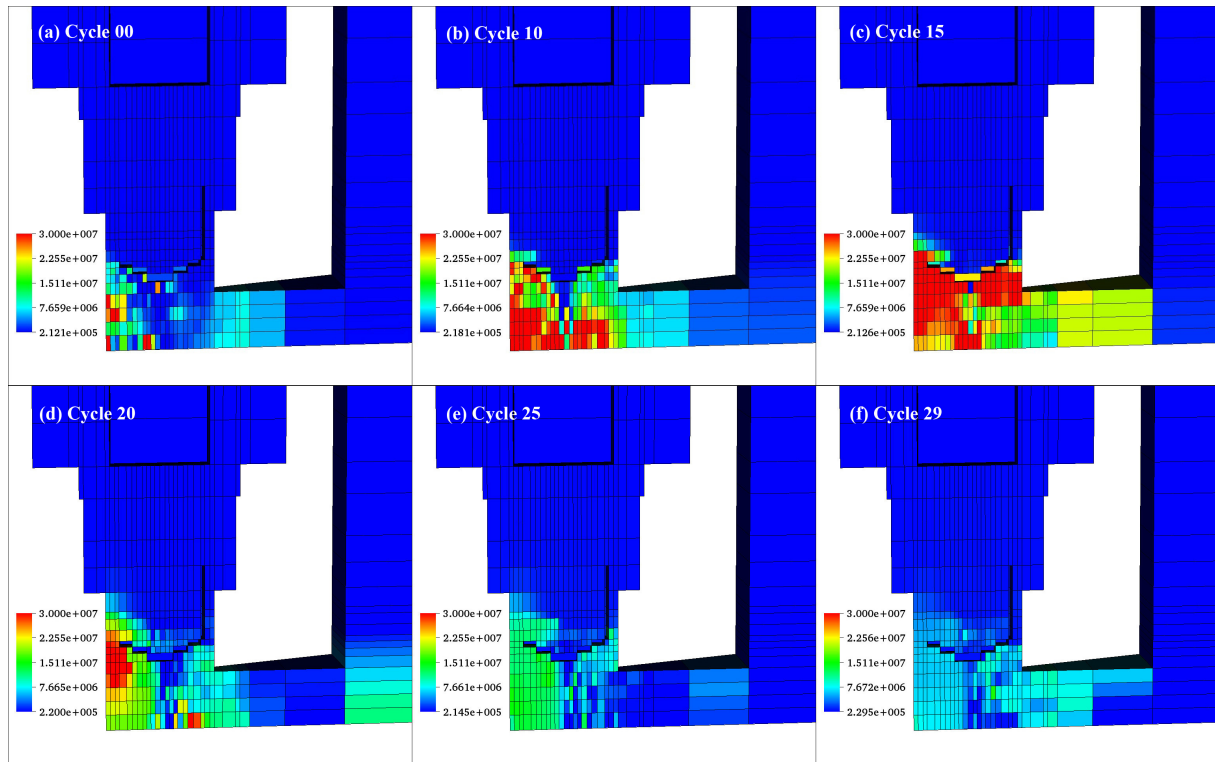 (a) Cycle 00
3.000e+007
2.255e+007
1.511e+007
7.659e+006
2.121e+005
(b) Cycle 10
3.000e+007
2.255e+007
1.511e+007
7.664e+006
2.181e+005
(c) Cycle 15
3.000e+007
2.255e+007
1.511e+007
7.659e+006
2.126e+005
(d) Cycle 20
3.000e+007
2.255e+007
1.511e+007
7.665e+006
2.200e+005
(e) Cycle 25
3.000e+007
2.255e+007
1.511e+007
7.661e+006
2.145e+005
(f) Cycle 29
3.000e+007
2.255e+007
1.511e+007
7.672e+006
2.295e+005